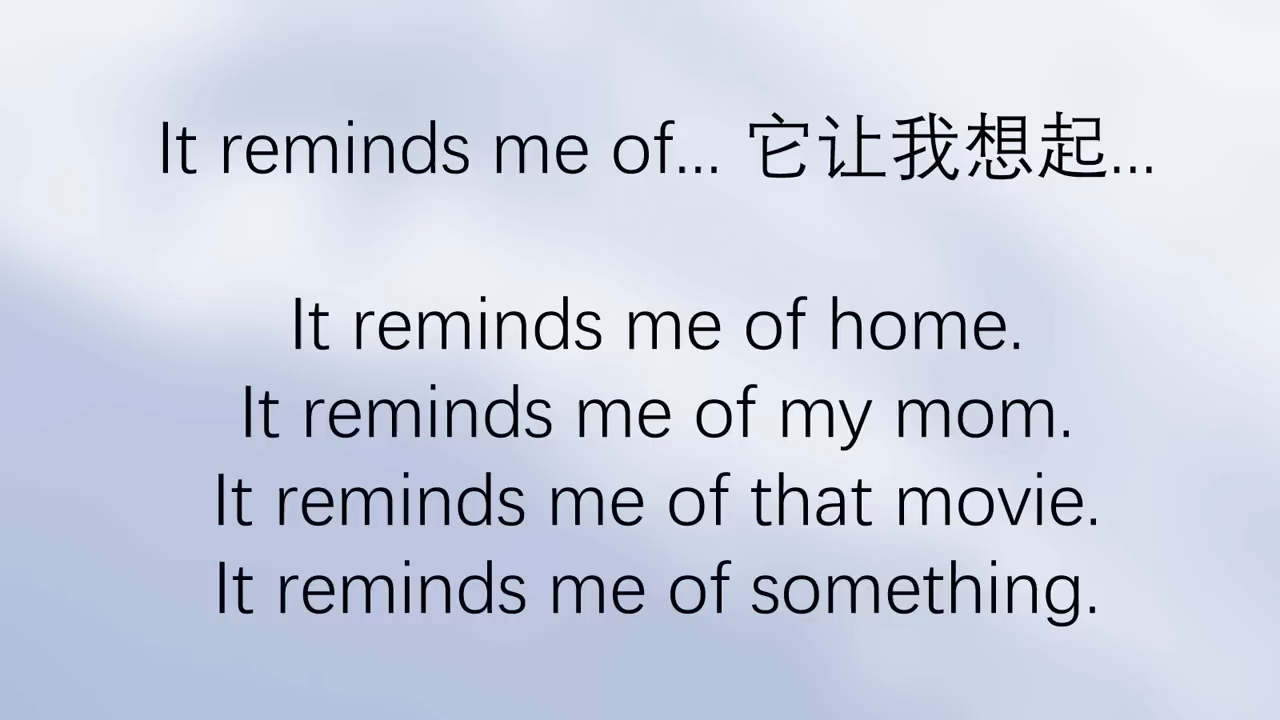 It reminds me of... 它让我想起...
It reminds me of home.
It reminds me of my mom.
It reminds me of that movie.
It reminds me of something.